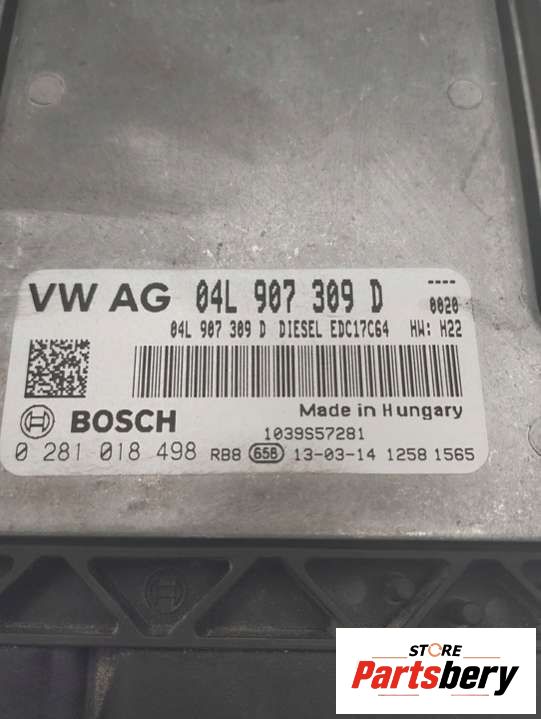 VW AG 04L 907 309 D ----
0020
04L 907 309 D DIESEL EDC17C64 HW: H22
BOSCH
Made in Hungary
1039S57281
0 281 018 498 RB8 656 13-03-14 1258 1565
STORE
Partsbery